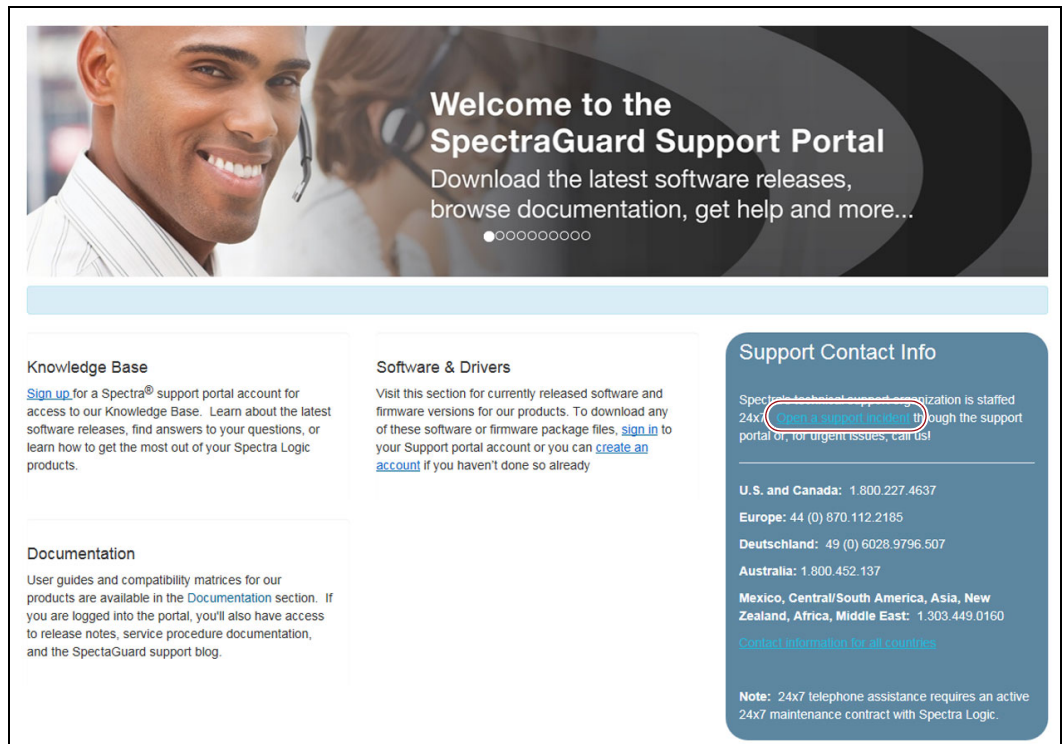 Welcome to the
SpectraGuard Support Portal
Download the latest software releases,
browse documentation, get help and more...
Knowledge Base
Sign up for a Spectra® support portal account for
access to our Knowledge Base. Learn about the latest
software releases, find answers to your questions, or
learn how to get the most out of your Spectra Logic
products.
Software & Drivers
Visit this section for currently released software and
firmware versions for our products. To download any
of these software or firmware package files, sign in to
your Support portal account or you can create an
account if you haven't done so already
Documentation
User guides and compatibility matrices for our
products are available in the Documentation section. If
you are logged into the portal, you'll also have access
to release notes, service procedure documentation,
and the SpectaGuard support blog.
Support Contact Info
Spectra's technical support organization is staffed
24x7. Open a support incident through the support
portal or, for urgent issues, call us!
U.S. and Canada: 1.800.227.4637
Europe: 44 (0) 870.112.2185
Deutschland: 49 (0) 6028.9796.507
Australia: 1.800.452.137
Mexico, Central/South America, Asia, New
Zealand, Africa, Middle East: 1.303.449.0160
Contact information for all countries
Note: 24x7 telephone assistance requires an active
24x7 maintenance contract with Spectra Logic.